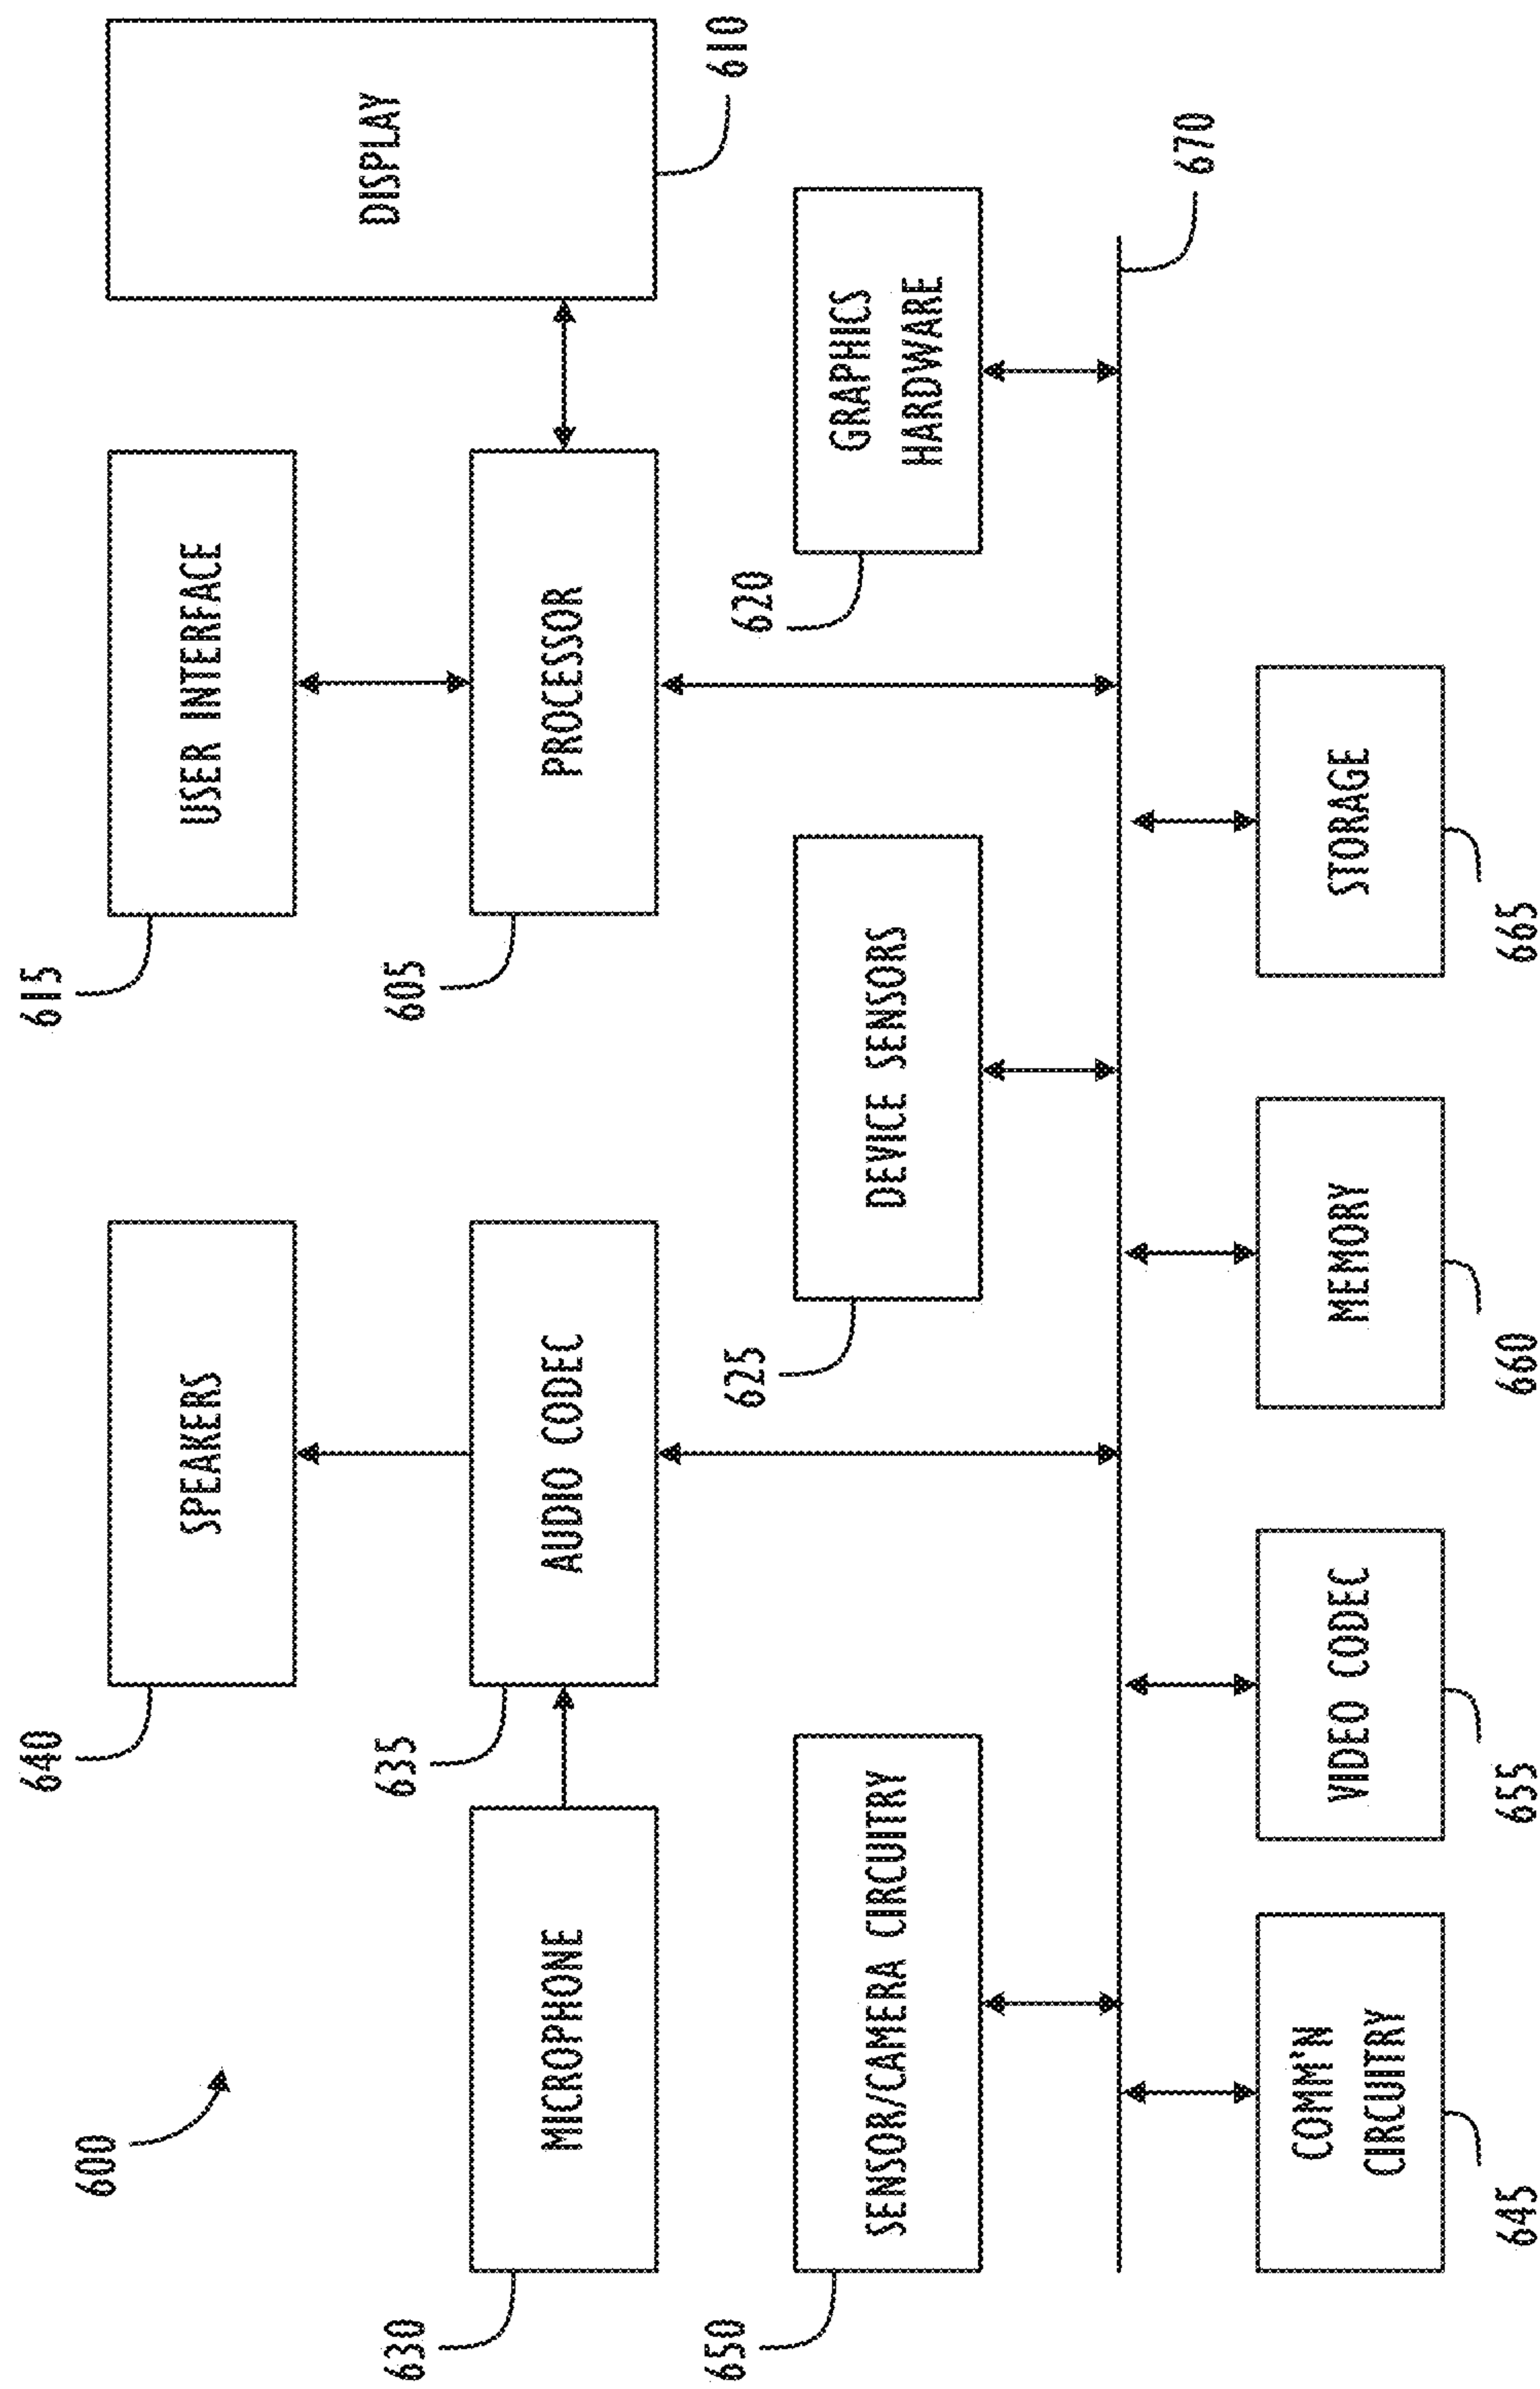 600
640
SPEAKERS
615
USER INTERFACE
DISPLAY
610
630
MICROPHONE
635
AUDIO CODEC
605
PROCESSOR
650
SENSOR/CAMERA CIRCUITRY
625
DEVICE SENSORS
620
GRAPHICS
HARDWARE
670
COMM'N
CIRCUITRY
645
VIDEO CODEC
655
MEMORY
660
STORAGE
665